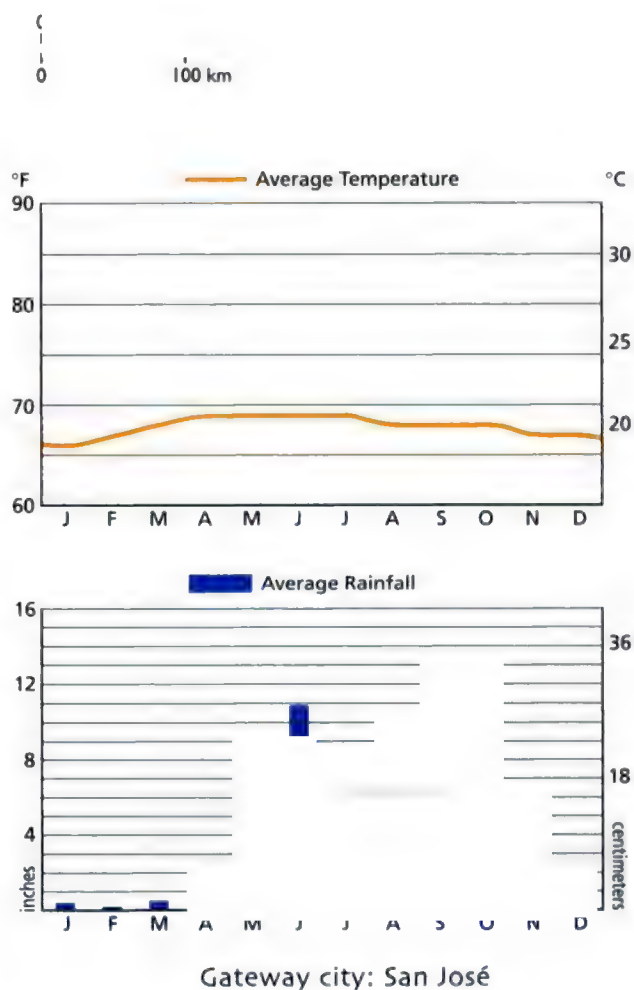 0 100 km
°F Average Temperature °C
90
30
80
25
70
20
60
J F M A M J J A S O N D
Average Rainfall
16
36
12
8
18
4
inches
centimeters
J F M A M J J A S O N D
Gateway city: San José